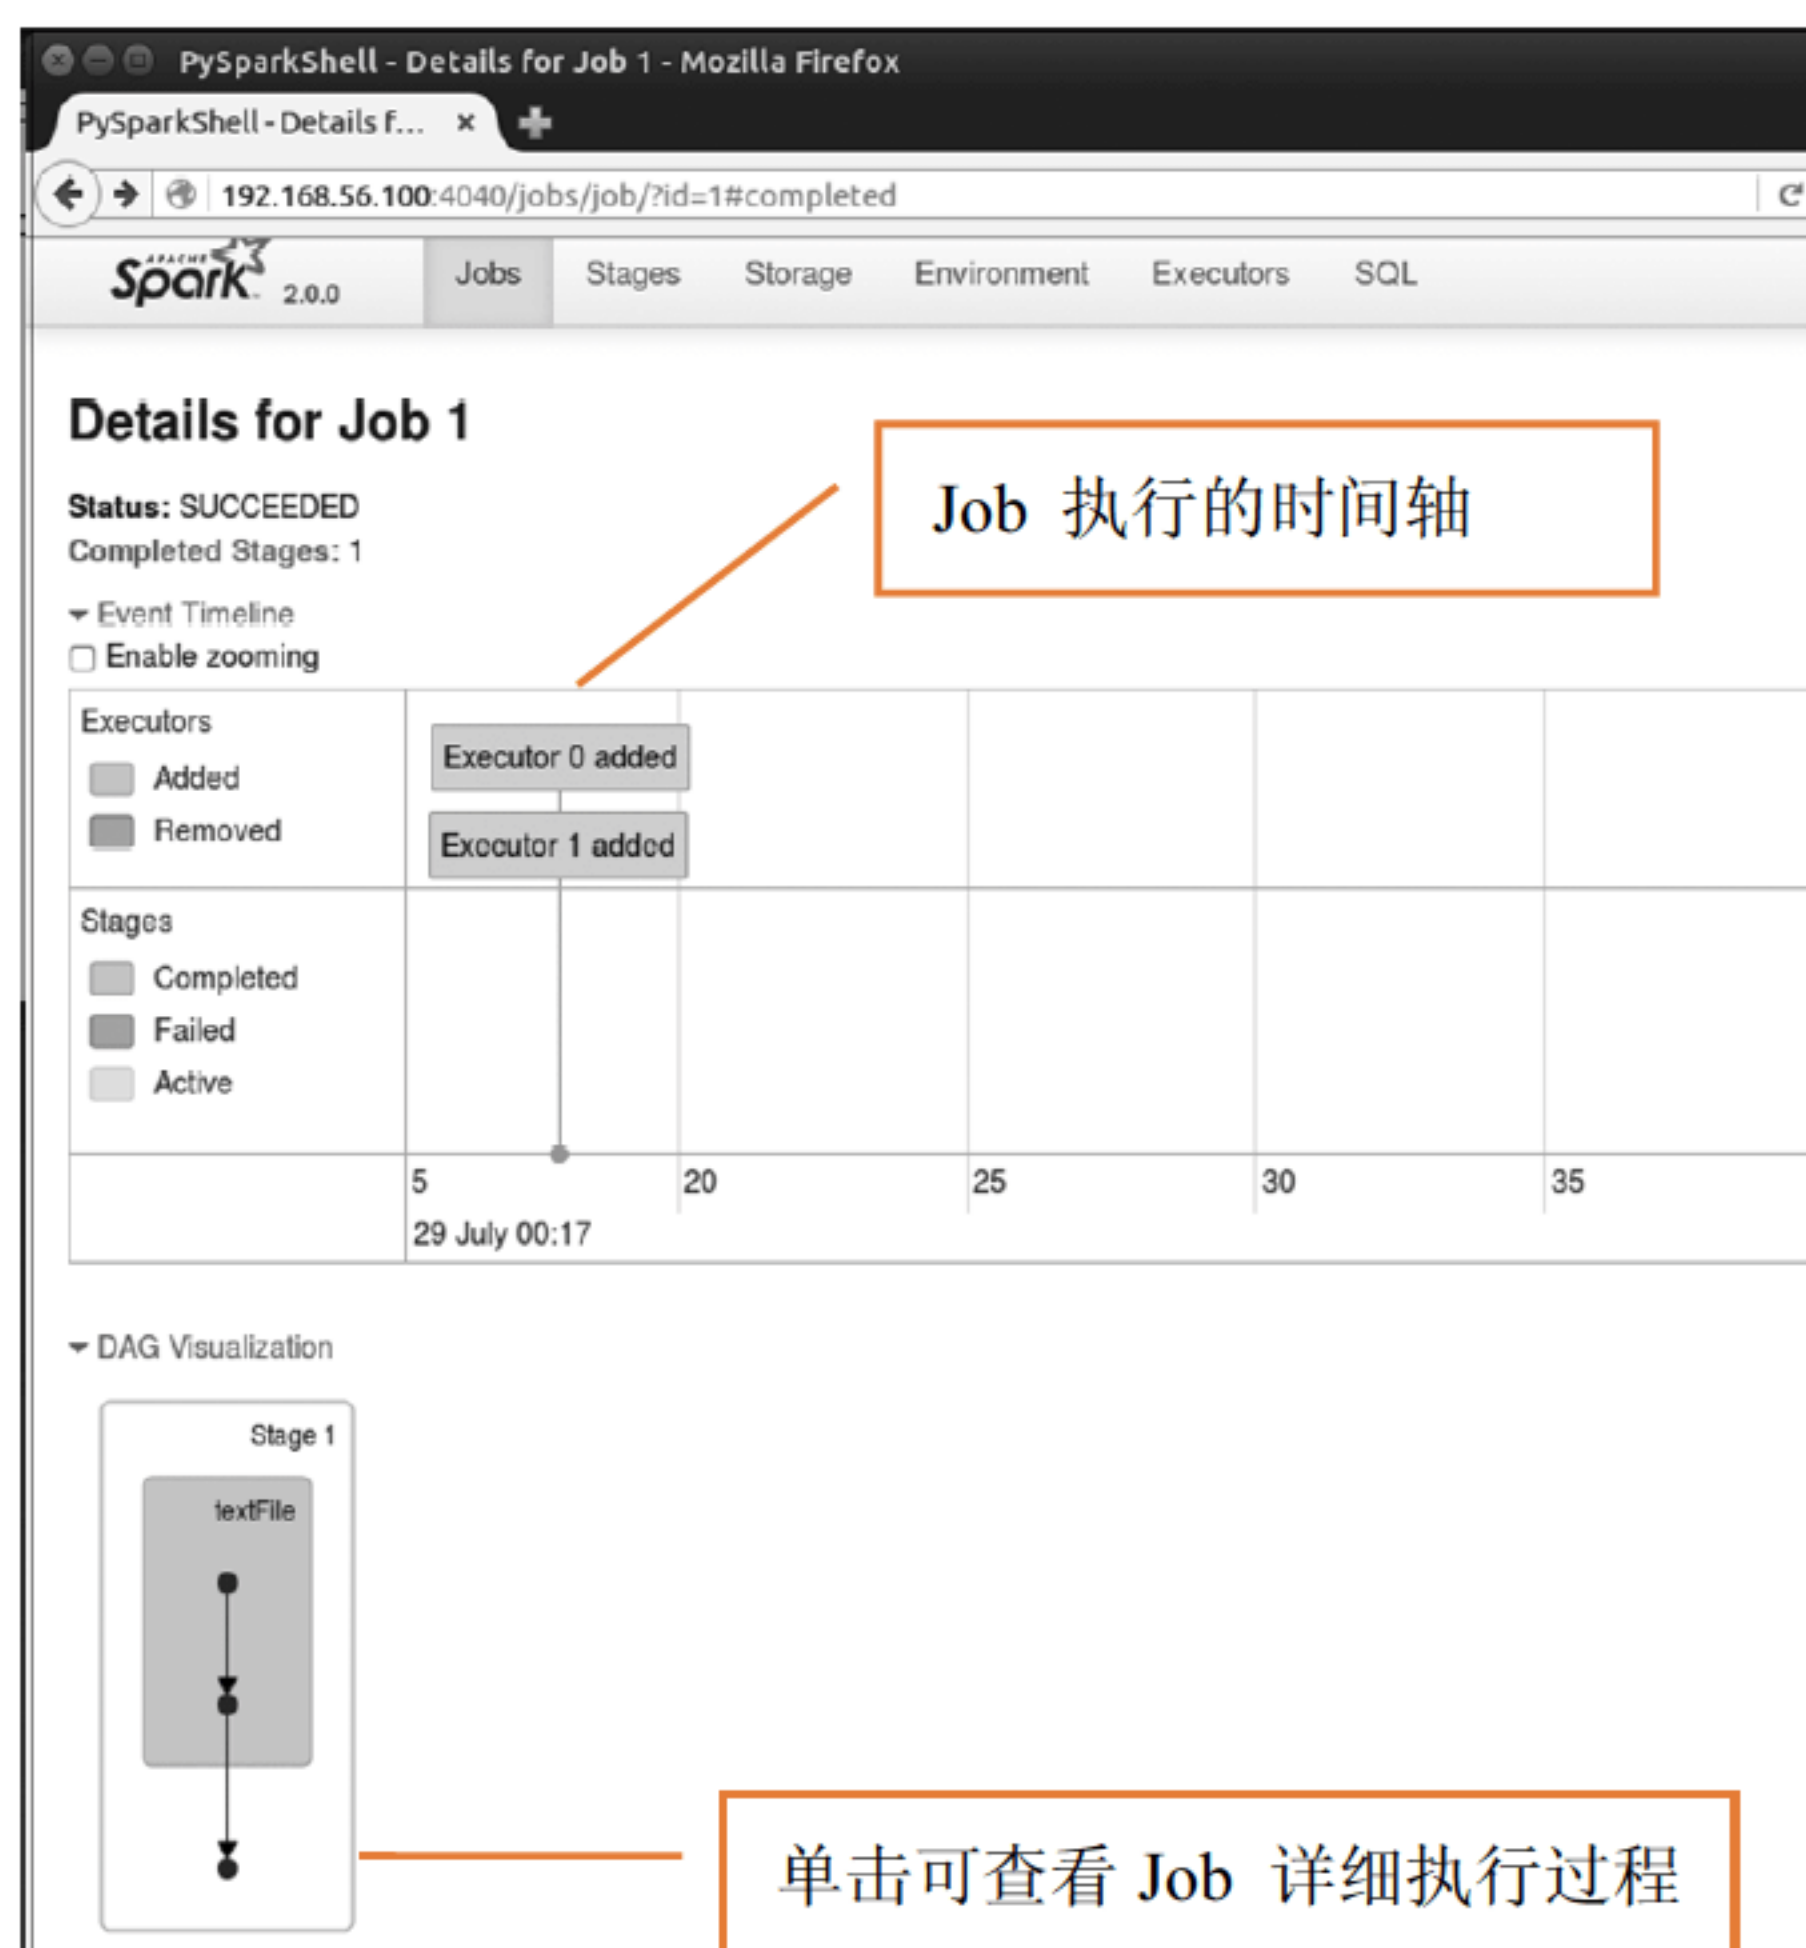 PySparkShell - Details for Job 1 - Mozilla Firefox
PySparkShell - Details f...
192.168.56.100:4040/jobs/job/?id=1#completed
APACHE Spark 2.0.0 Jobs Stages Storage Environment Executors SQL
Details for Job 1
Job 执行的时间轴
Status: SUCCEEDED
Completed Stages: 1
Event Timeline
Enable zooming
Executors
Added
Removed
Executor 0 added
Executor 1 added
Stages
Completed
Failed
Active
5 20 25 30 35
29 July 00:17
DAG Visualization
Stage 1
textFile
单击可查看 Job 详细执行过程